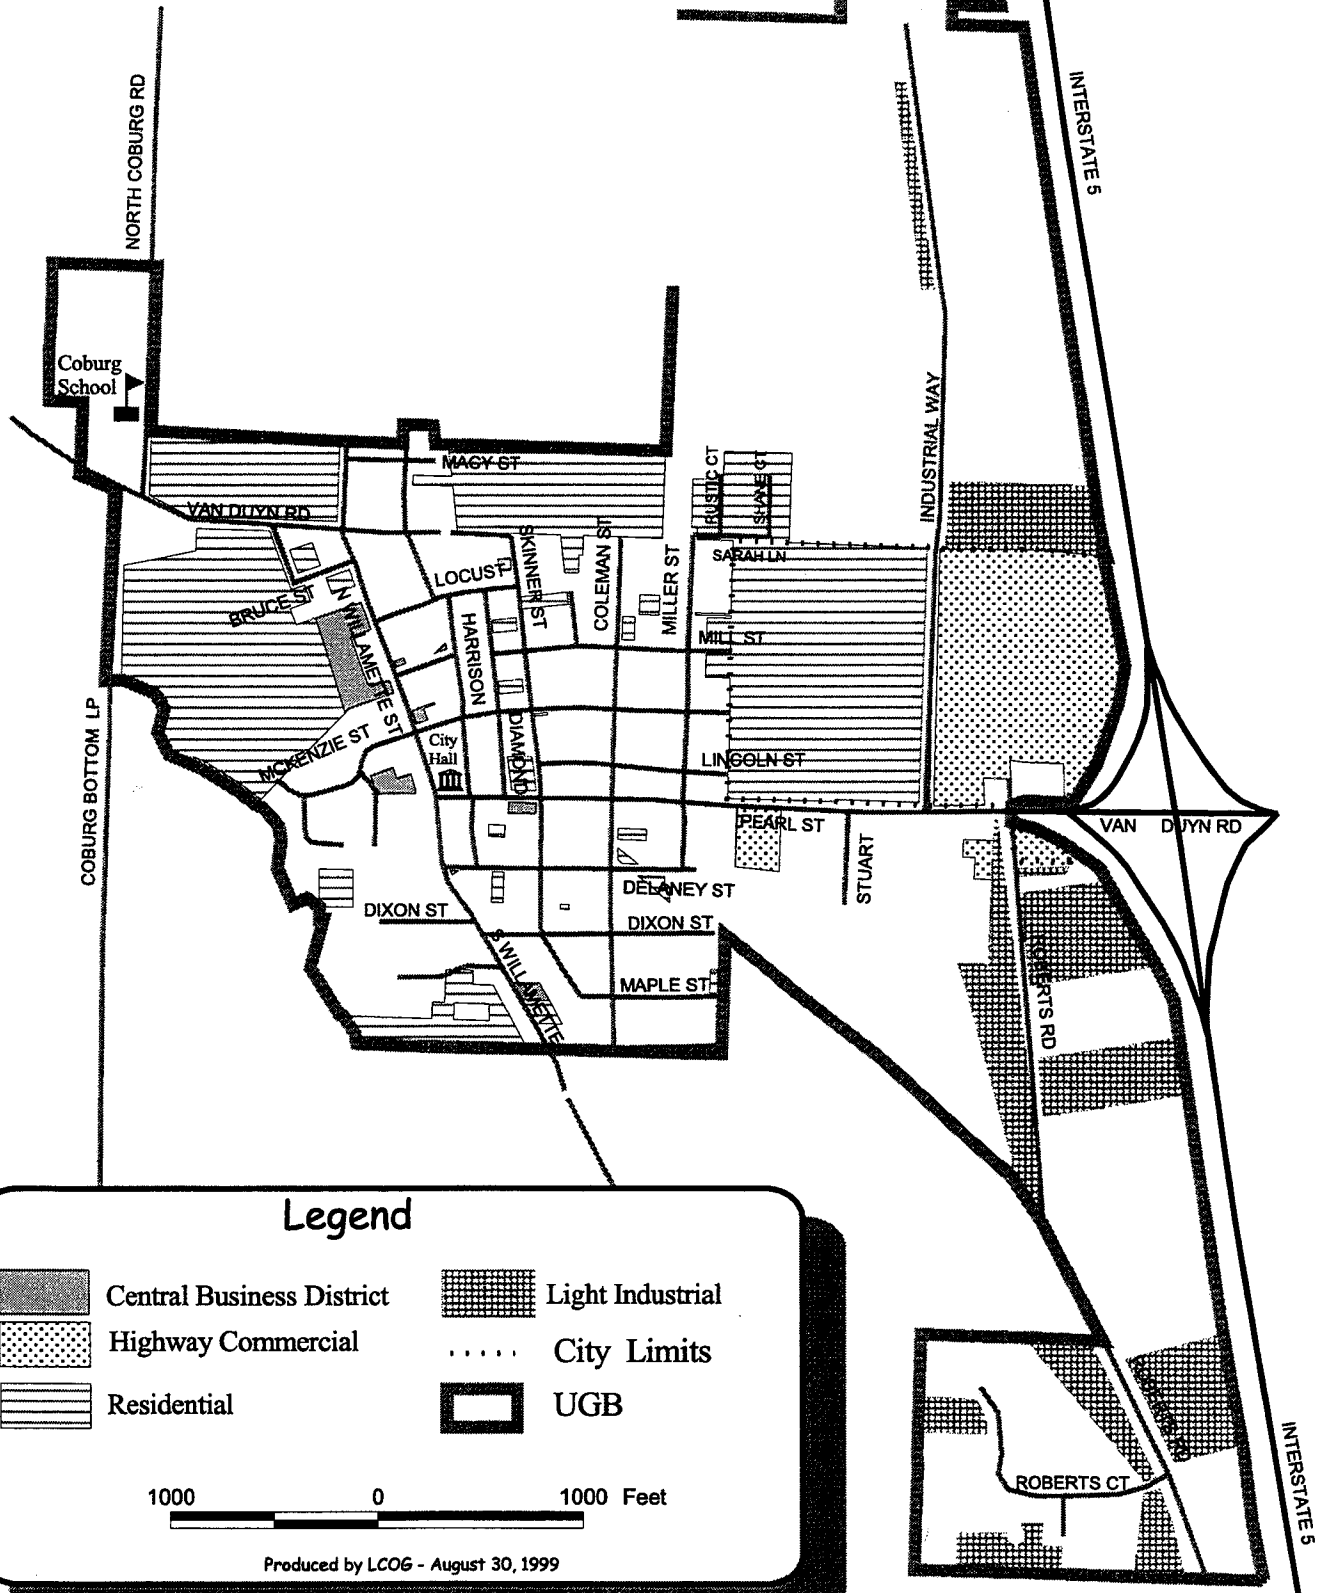 INTERSTATE 5
NORTH COBURG RD
Coburg
School
INDUSTRIAL WAY
MACY ST
RUSTIC CT
SHANE CT
VAN DUYN RD
SKINNER ST
COLEMAN ST
MILLER ST
SARAH LN
LOCUST
BRUCE ST
N WILLAMETTE ST
HARRISON
MILL ST
COBURG BOTTOM LP
MCKENZIE ST
City
Hall
DIAMOND
LINCOLN ST
PEARL ST
VAN DUYN RD
STUART
DELANEY ST
DIXON ST
DIXON ST
S WILLAMETTE
ROBERTS RD
MAPLE ST
Legend
Central Business District
Light Industrial
Highway Commercial
City Limits
Residential
UGB
1000 0 1000 Feet
Produced by LCOG - August 30, 1999
ROBERTS RD
ROBERTS CT
INTERSTATE 5